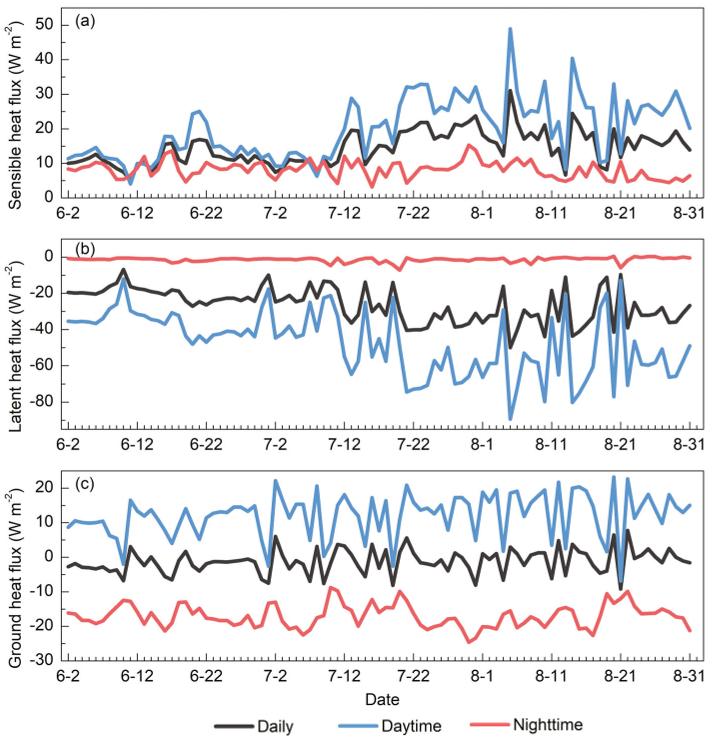 (a)
Sensible heat flux (W m-2)
50
40
30
20
10
0
6-2 6-12 6-22 7-2 7-12 7-22 8-1 8-11 8-21 8-31
(b)
Latent heat flux (W m-2)
0
-20
-40
-60
-80
6-2 6-12 6-22 7-2 7-12 7-22 8-1 8-11 8-21 8-31
(c)
Ground heat flux (W m-2)
20
10
0
-10
-20
-30
6-2 6-12 6-22 7-2 7-12 7-22 8-1 8-11 8-21 8-31
Date
Daily Daytime Nighttime